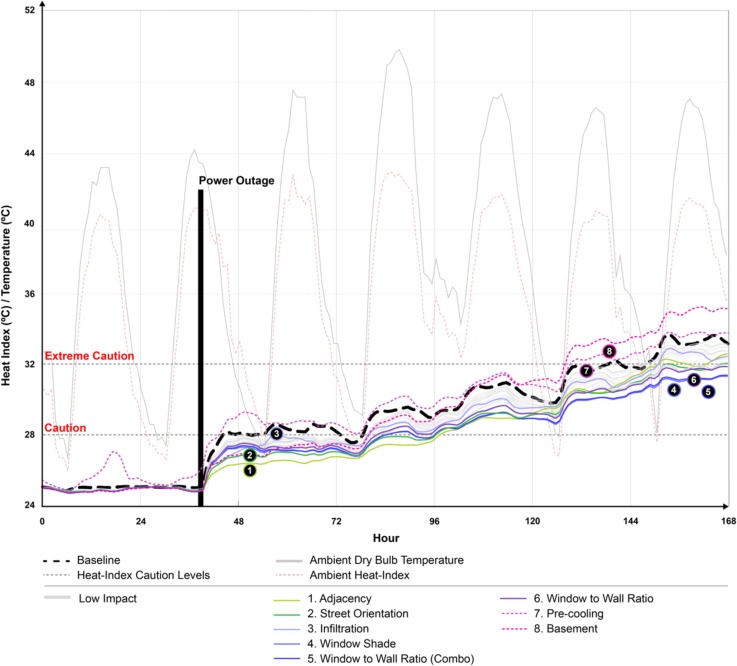 52
48
44
40
36
32
28
24
Heat Index (ºC) / Temperature (ºC)
Power Outage
Extreme Caution
Caution
8
7
3
2
1
6
4
5
0
24
48
72
96
120
144
168
Hour
Baseline
Ambient Dry Bulb Temperature
Heat-Index Caution Levels
Ambient Heat-Index
Low Impact
1. Adjacency
6. Window to Wall Ratio
2. Street Orientation
7. Pre-cooling
3. Infiltration
8. Basement
4. Window Shade
5. Window to Wall Ratio (Combo)